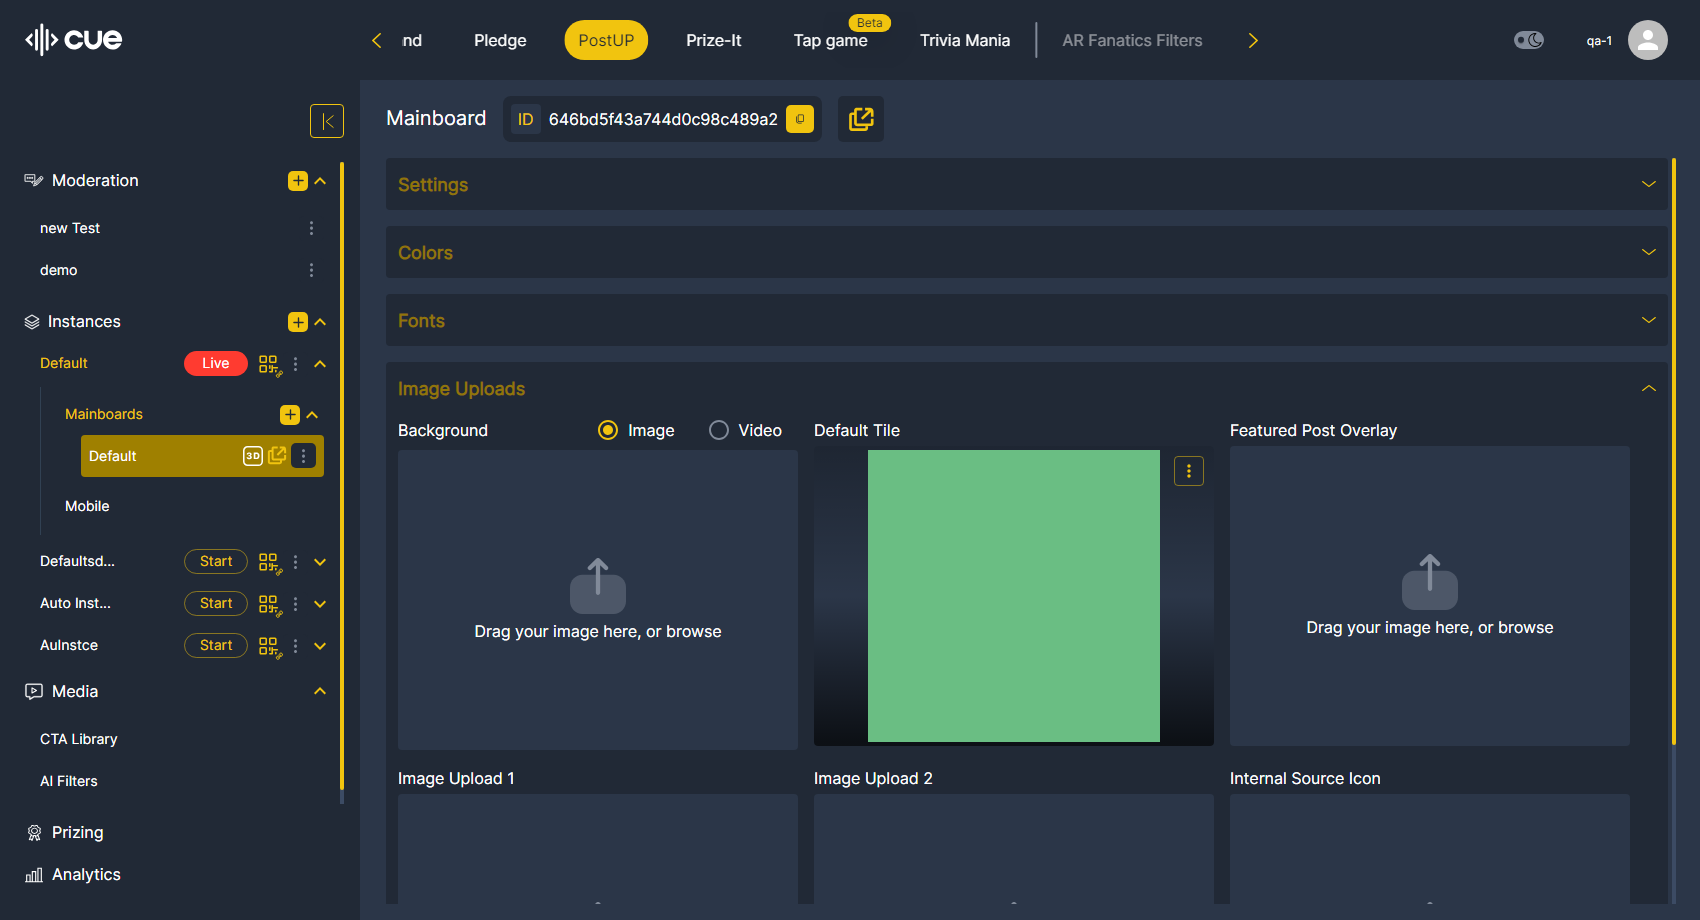 cue
nd
Pledge
PostUP
Prize-It
Tap game
Beta
Trivia Mania
AR Fanatics Filters
qa-1
Mainboard
ID 646bd5f43a744d0c98c489a2
Moderation
new Test
demo
Instances
Default
Live
Mainboards
Default
3D
Mobile
Defaultsd...
Start
Auto Inst...
Start
AuInstce
Start
Media
CTA Library
AI Filters
Prizing
Analytics
Settings
Colors
Fonts
Image Uploads
Background
Image
Video
Default Tile
Featured Post Overlay
Drag your image here, or browse
Drag your image here, or browse
Image Upload 1
Image Upload 2
Internal Source Icon